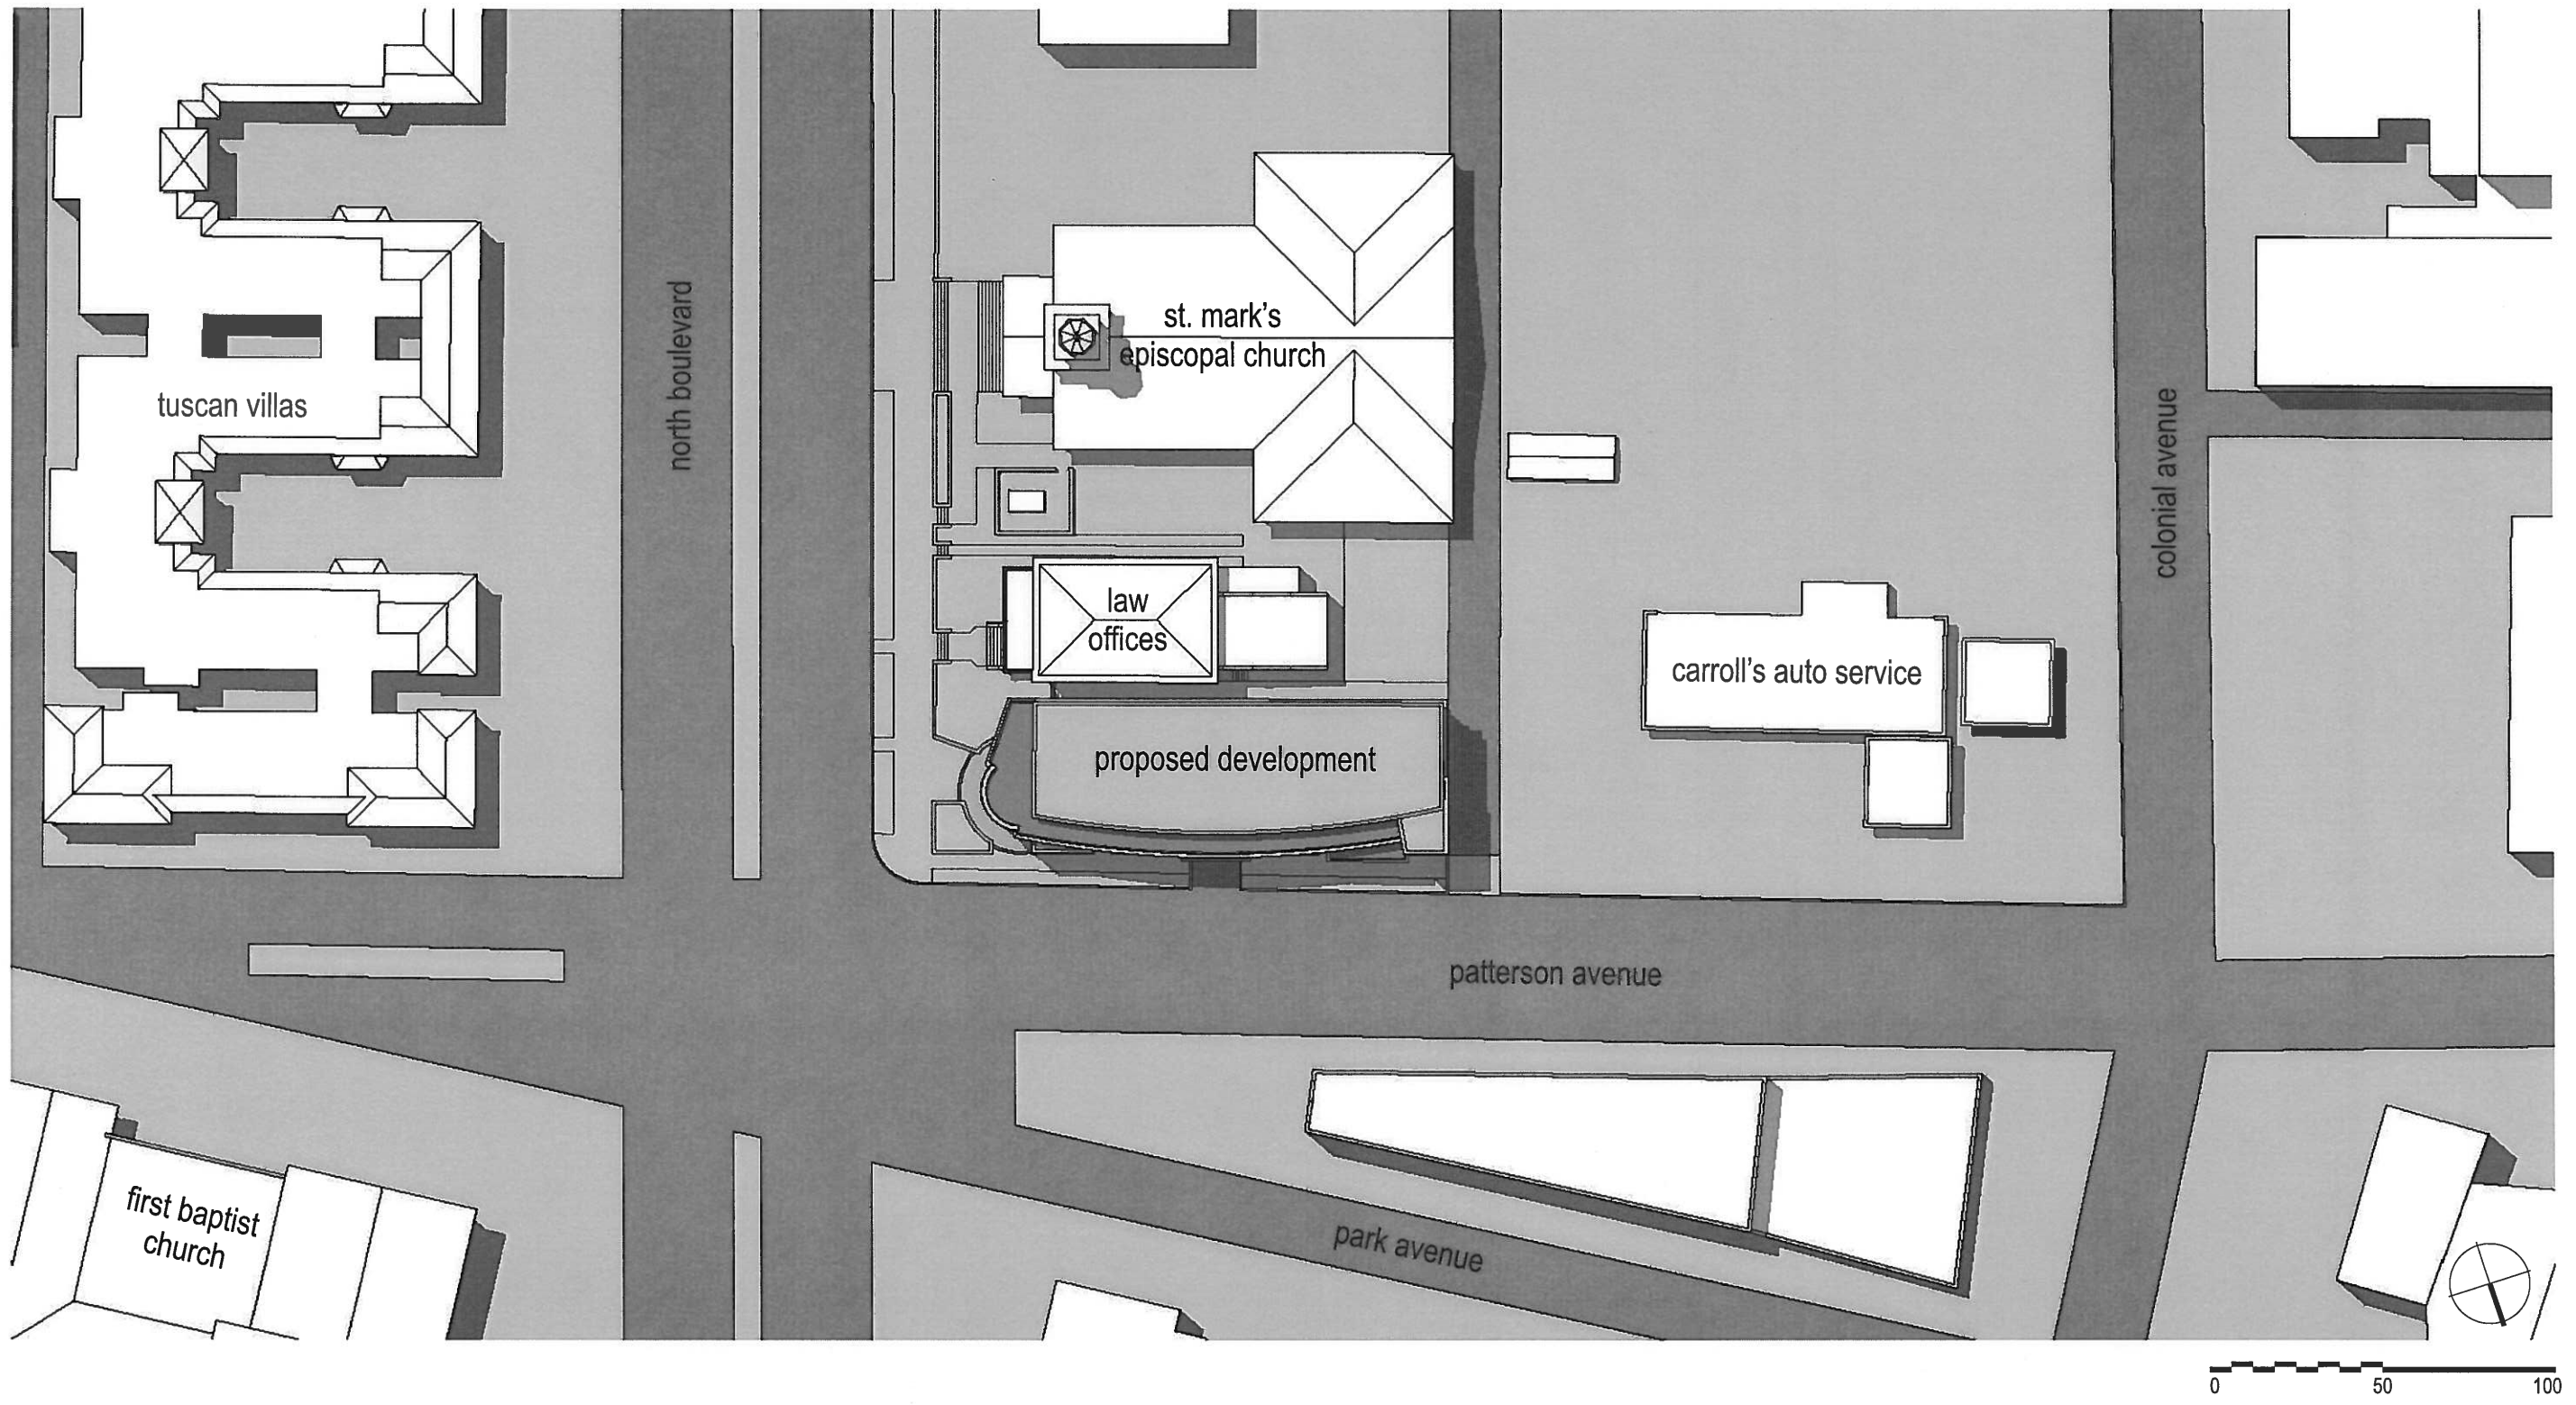 st. mark's
episcopal church
north boulevard
tuscan villas
colonial avenue
law
offices
carroll's auto service
proposed development
patterson avenue
first baptist
church
park avenue
0 50 100